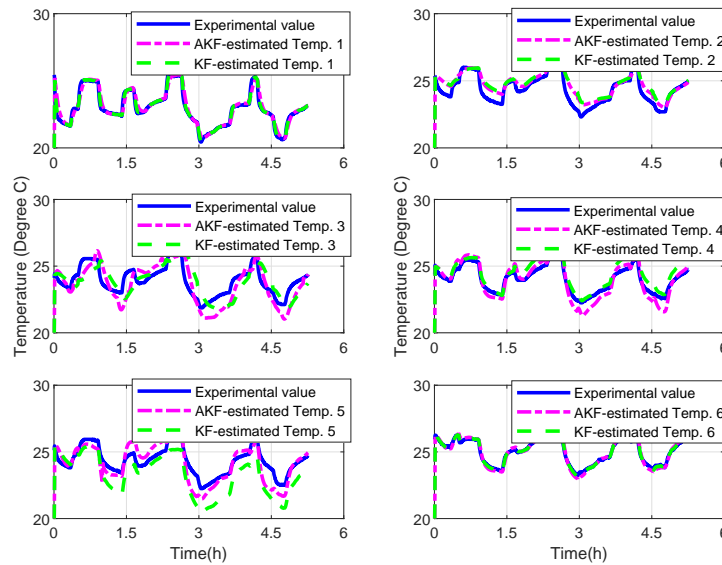 30
Experimental value
AKF-estimated Temp. 1
KF-estimated Temp. 1
25
20
0 1.5 3 4.5 6
30
Experimental value
AKF-estimated Temp. 2
KF-estimated Temp. 2
25
20
0 1.5 3 4.5 6
Temperature (Degree C)
30
Experimental value
AKF-estimated Temp. 3
KF-estimated Temp. 3
25
20
0 1.5 3 4.5 6
Temperature (Degree C)
30
Experimental value
AKF-estimated Temp. 4
KF-estimated Temp. 4
25
20
0 1.5 3 4.5 6
30
Experimental value
AKF-estimated Temp. 5
KF-estimated Temp. 5
25
20
0 1.5 3 4.5 6
Time(h)
30
Experimental value
AKF-estimated Temp. 6
KF-estimated Temp. 6
25
20
0 1.5 3 4.5 6
Time(h)